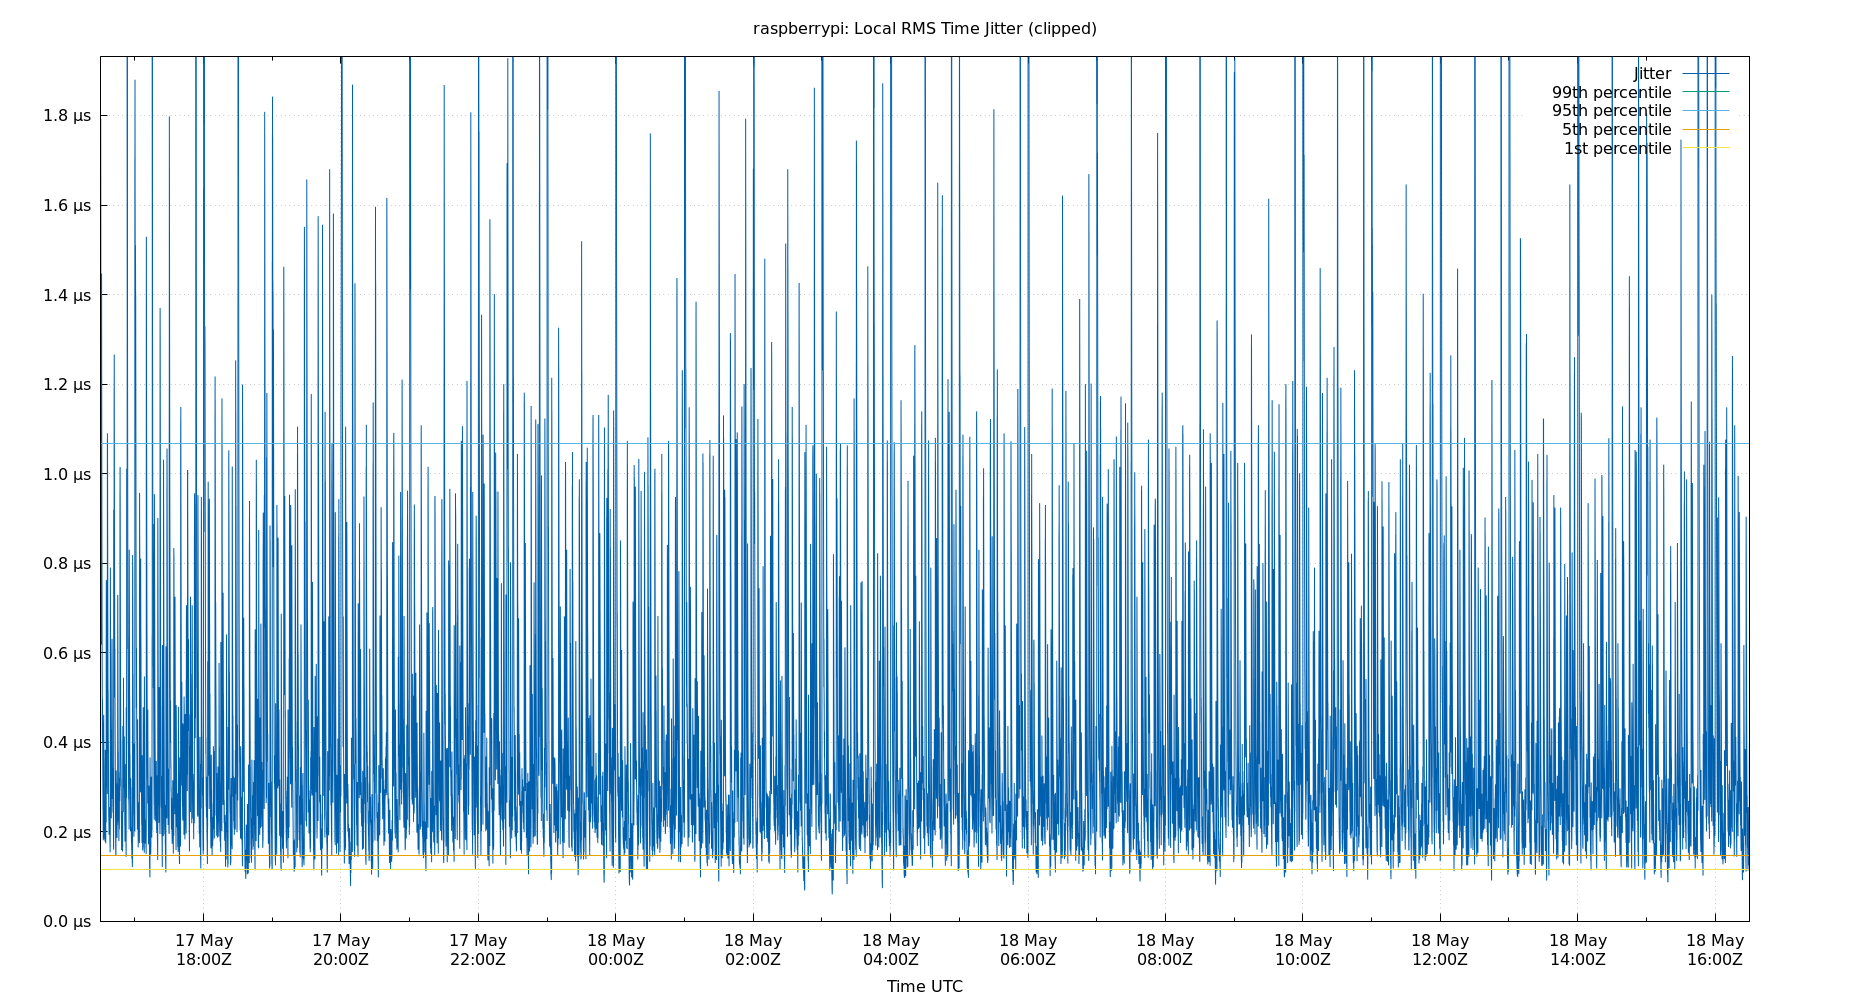 raspberrypi: Local RMS Time Jitter (clipped)
Jitter
99th percentile
95th percentile
5th percentile
1st percentile
1.8 µs
1.6 µs
1.4 µs
1.2 µs
1.0 µs
0.8 µs
0.6 µs
0.4 µs
0.2 µs
0.0 µs
17 May 17 May 17 May 18 May 18 May 18 May 18 May 18 May 18 May 18 May 18 May 18 May
18:00Z 20:00Z 22:00Z 00:00Z 02:00Z 04:00Z 06:00Z 08:00Z 10:00Z 12:00Z 14:00Z 16:00Z
Time UTC